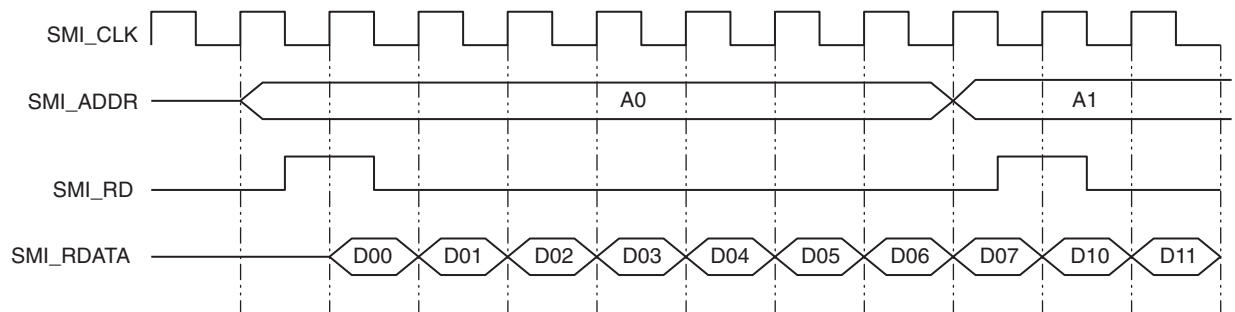 SMI_CLK
SMI_ADDR A0 A1
SMI_RD
SMI_RDATA D00 D01 D02 D03 D04 D05 D06 D07 D10 D11